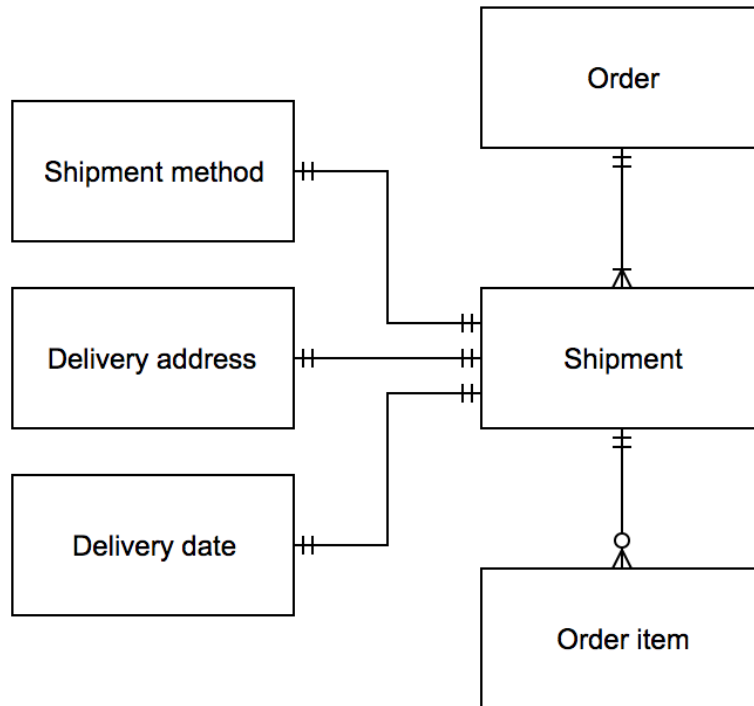 Order
Shipment method
Delivery address
Shipment
Delivery date
Order item